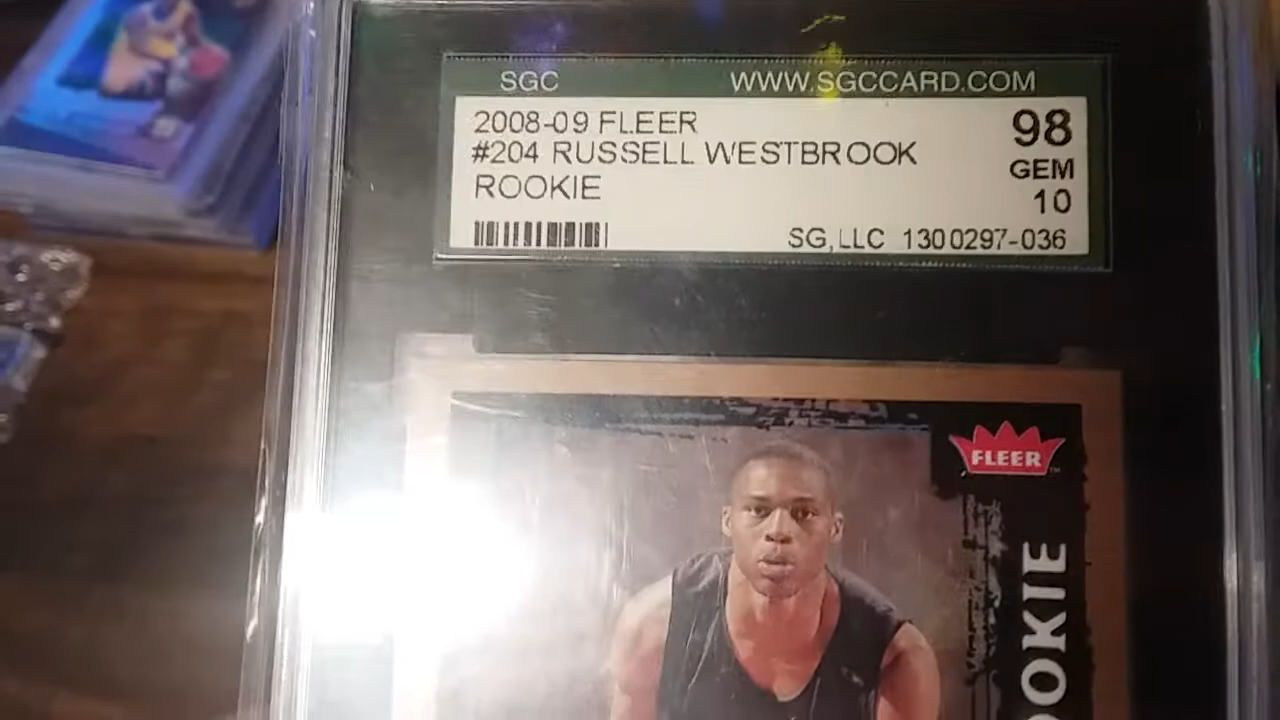 SGC WWW.SGCCARD.COM
2008-09 FLEER 98
#204 RUSSELL WESTBROOK GEM
ROOKIE 10
SG, LLC 1300297-036
FLEER
OOKIE